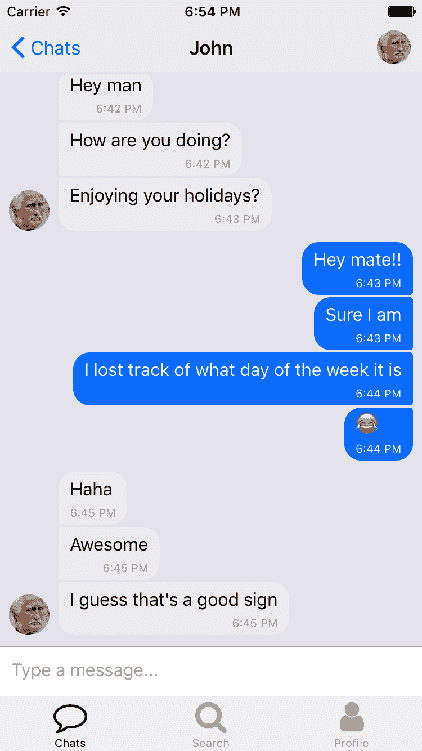 Carrier 6:54 PM
Chats John
Hey man
6:42 PM
How are you doing?
6:42 PM
Enjoying your holidays?
6:43 PM
Hey mate!!
6:43 PM
Sure I am
6:43 PM
I lost track of what day of the week it is
6:44 PM
😂
6:44 PM
Haha
6:45 PM
Awesome
6:45 PM
I guess that's a good sign
6:45 PM
Type a message...
Chats Search Profile